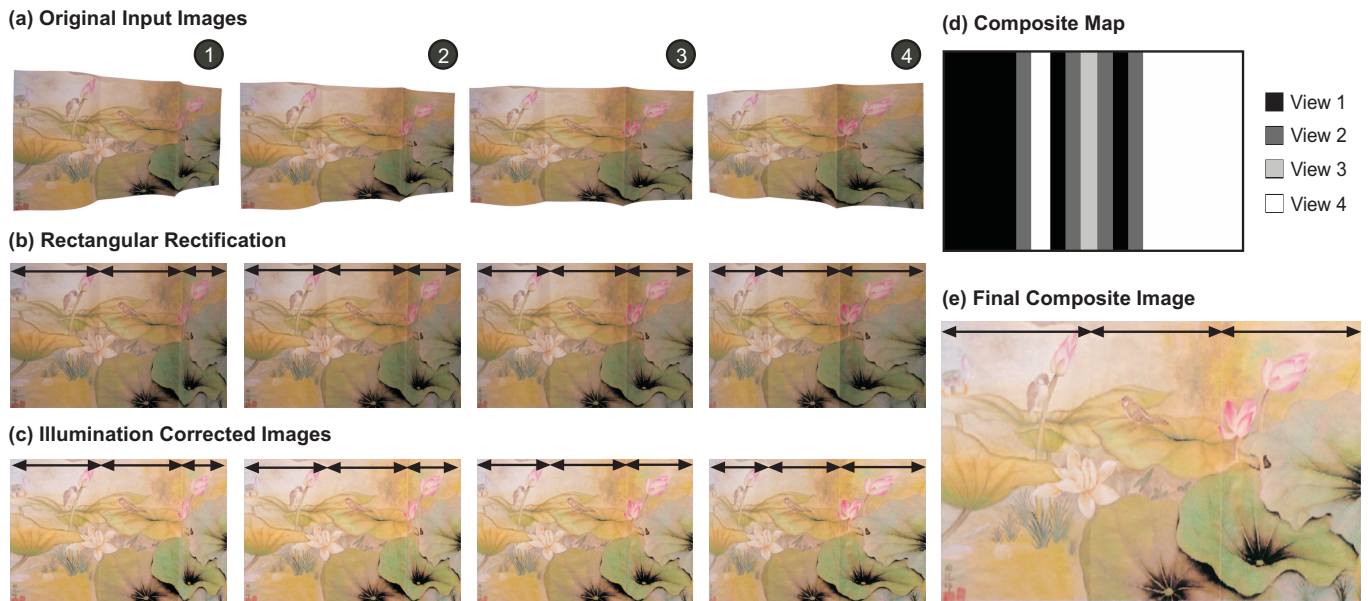 (a) Original Input Images
1
2
3
4
(b) Rectangular Rectification
(c) Illumination Corrected Images
(d) Composite Map
View 1
View 2
View 3
View 4
(e) Final Composite Image